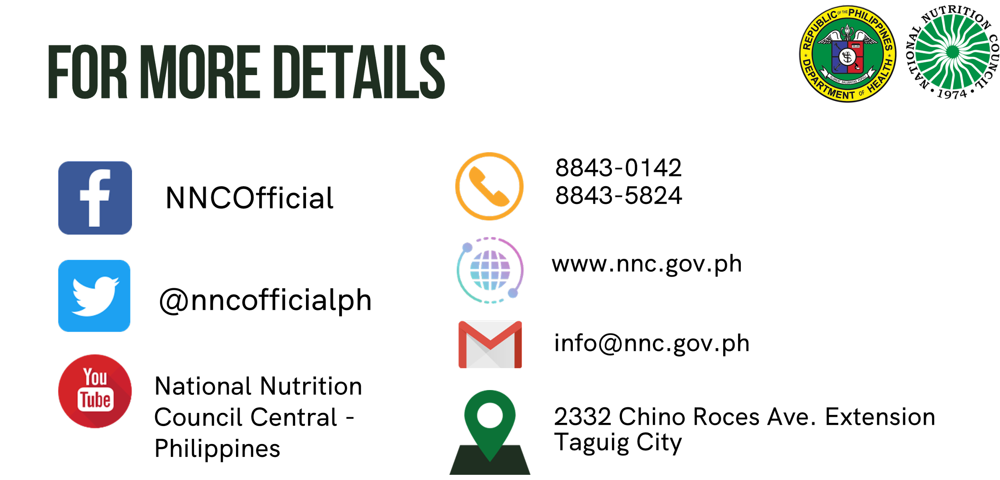 FOR MORE DETAILS
REPUBLIC OF THE PHILIPPINES
DEPARTMENT OF HEALTH
FLOREAT SALUBRITAS POPULI
NATIONAL NUTRITION COUNCIL
1974
NNCOfficial
@nncofficialph
You
Tube
National Nutrition
Council Central -
Philippines
8843-0142
8843-5824
www.nnc.gov.ph
info@nnc.gov.ph
2332 Chino Roces Ave. Extension
Taguig City